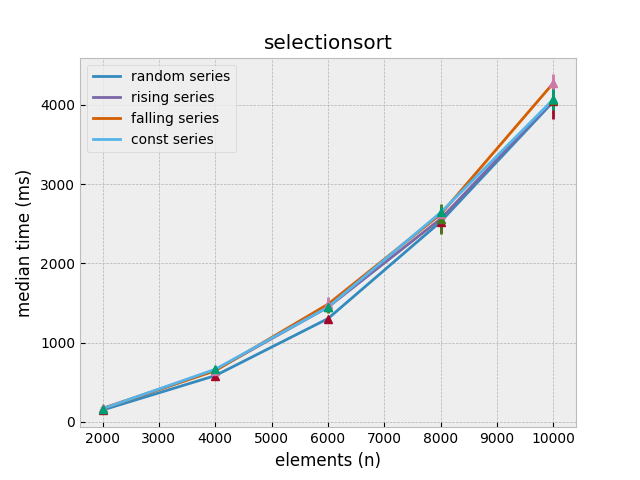 selectionsort
random series
rising series
falling series
const series
median time (ms)
4000
3000
2000
1000
0
2000 3000 4000 5000 6000 7000 8000 9000 10000
elements (n)